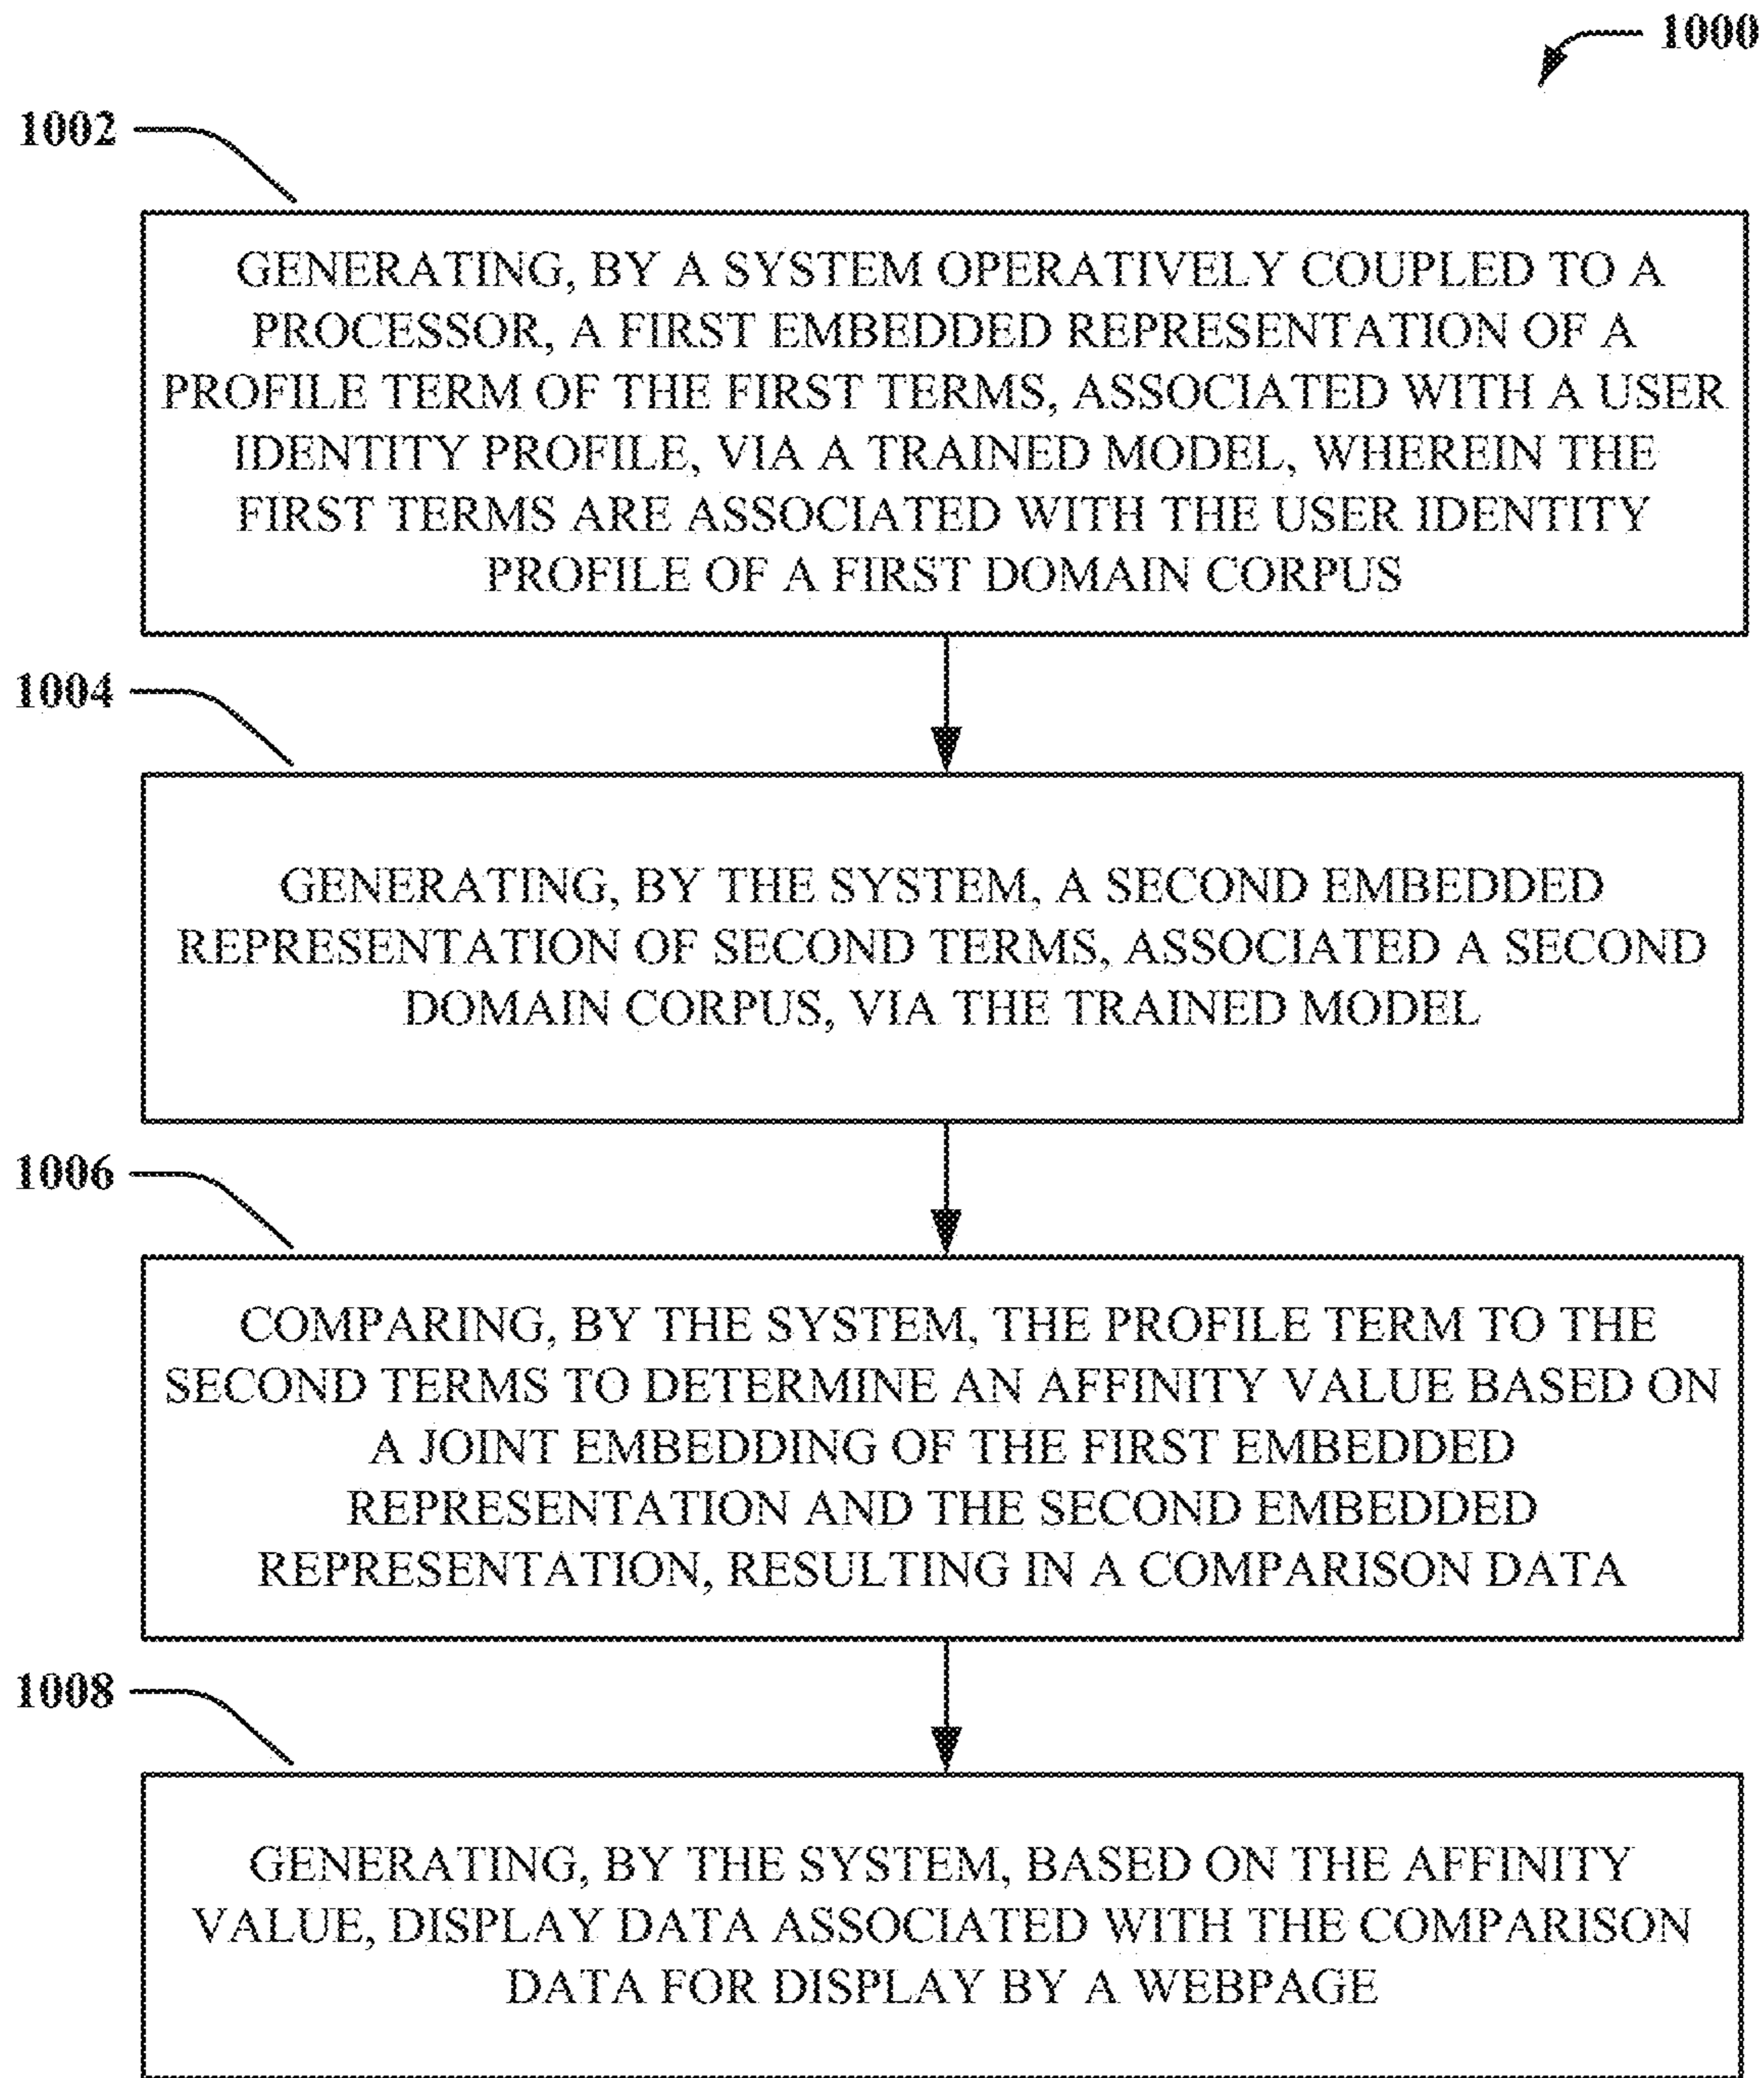 1000
1002
GENERATING, BY A SYSTEM OPERATIVELY COUPLED TO A
PROCESSOR, A FIRST EMBEDDED REPRESENTATION OF A
PROFILE TERM OF THE FIRST TERMS, ASSOCIATED WITH A USER
IDENTITY PROFILE, VIA A TRAINED MODEL, WHEREIN THE
FIRST TERMS ARE ASSOCIATED WITH THE USER IDENTITY
PROFILE OF A FIRST DOMAIN CORPUS
1004
GENERATING, BY THE SYSTEM, A SECOND EMBEDDED
REPRESENTATION OF SECOND TERMS, ASSOCIATED A SECOND
DOMAIN CORPUS, VIA THE TRAINED MODEL
1006
COMPARING, BY THE SYSTEM, THE PROFILE TERM TO THE
SECOND TERMS TO DETERMINE AN AFFINITY VALUE BASED ON
A JOINT EMBEDDING OF THE FIRST EMBEDDED
REPRESENTATION AND THE SECOND EMBEDDED
REPRESENTATION, RESULTING IN A COMPARISON DATA
1008
GENERATING, BY THE SYSTEM, BASED ON THE AFFINITY
VALUE, DISPLAY DATA ASSOCIATED WITH THE COMPARISON
DATA FOR DISPLAY BY A WEBPAGE